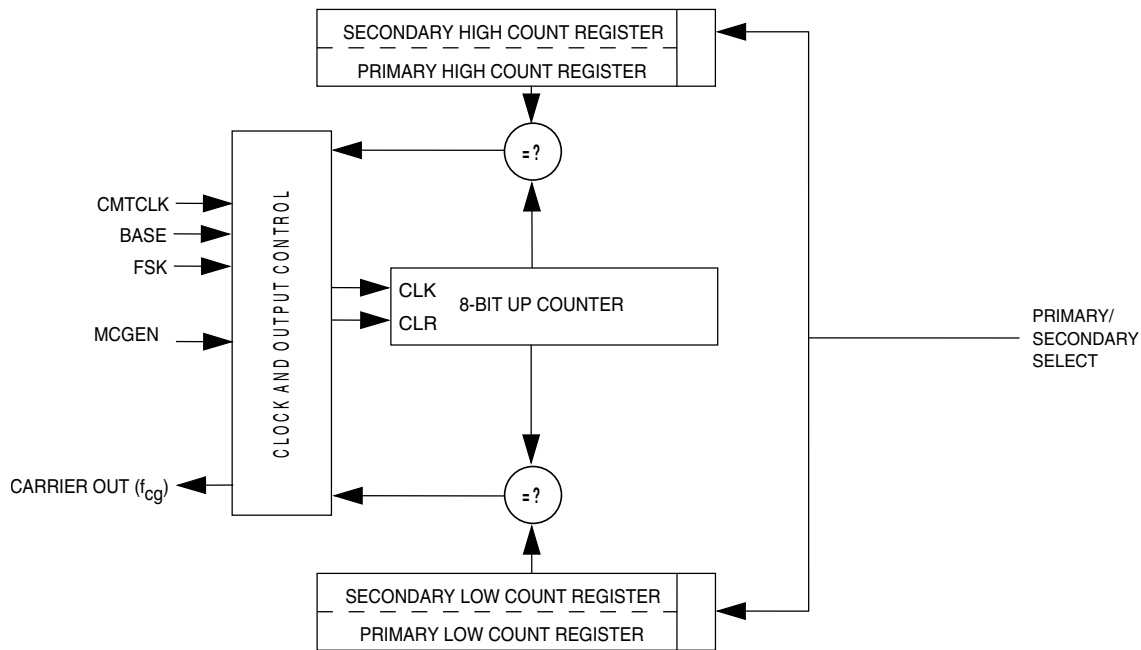 SECONDARY HIGH COUNT REGISTER
PRIMARY HIGH COUNT REGISTER
= ?
CMTCLK
BASE
FSK
MCGEN
CLOCK AND OUTPUT CONTROL
CLK
CLR
8-BIT UP COUNTER
PRIMARY/
SECONDARY
SELECT
CARRIER OUT (fcg)
= ?
SECONDARY LOW COUNT REGISTER
PRIMARY LOW COUNT REGISTER